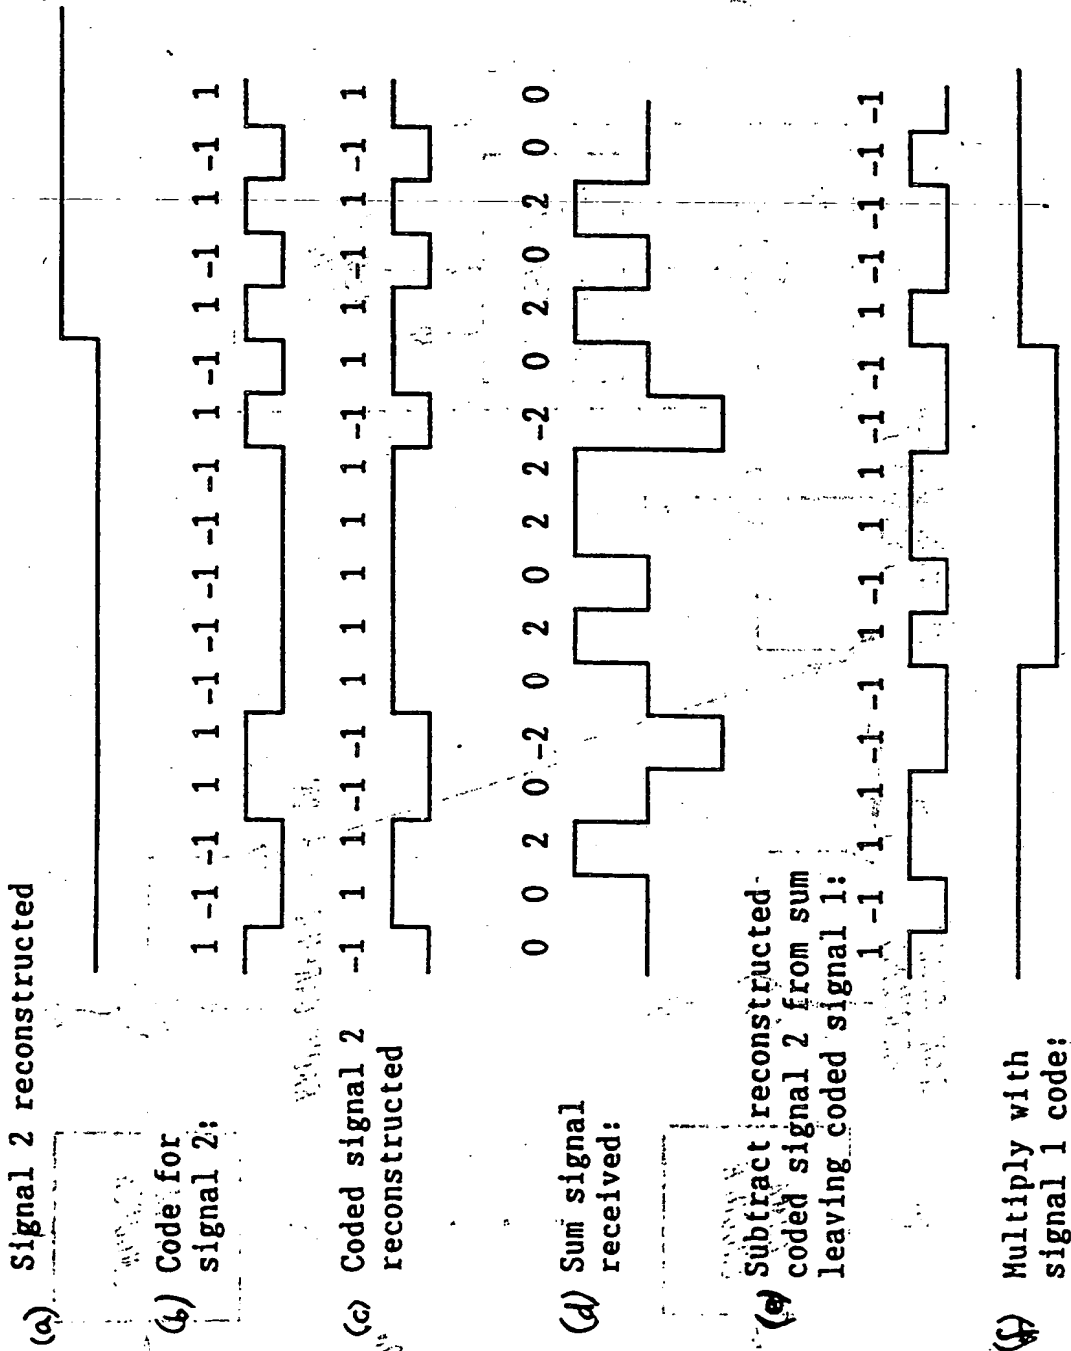 (a) Signal 2 reconstructed
(b) Code for
signal 2:
1 -1 -1 1 1 -1 -1 -1 -1 -1 1 -1 1 -1 1 -1 1
(c) Coded signal 2
reconstructed
-1 1 1 -1 -1 1 1 1 1 1 -1 1 1 -1 1 -1 1
(d) Sum signal
received:
0 0 2 0 -2 0 2 0 2 2 -2 0 2 0 2 0 0
(e) Subtract reconstructed
coded signal 2 from sum
leaving coded signal 1:
1 -1 1 1 -1 -1 1 -1 1 1 -1 -1 1 -1 -1 -1 -1
(f) Multiply with
signal 1 code: